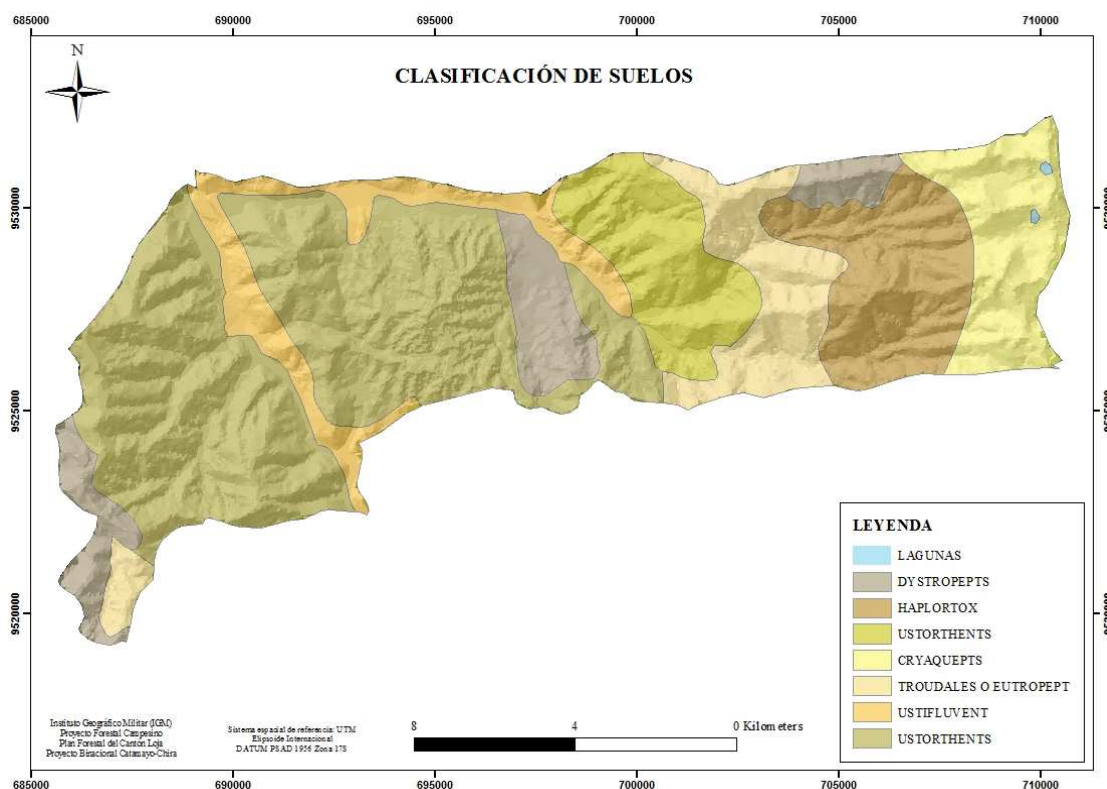 685000 690000 695000 700000 705000 710000
N
CLASIFICACIÓN DE SUELOS
9530000
9530000
9525000
9525000
9520000
9520000
LEYENDA
LAGUNAS
DYSTROPEPTS
HAPLORTOX
USTORTHENTS
CRYAQUEPTS
TROUDALES O EUTROPEPT
USTIFLUVENT
USTORTHENTS
Instituto Geográfico Militar (IGM)
Proyecto Forestal Campesino
Plan Forestal del Cantón Loja
Proyecto Binacional Catamayo-Chira
Sistema espacial de referencia: UTM
Elipsoide Internacional
DATUM PSAD 1956 Zona 17S
8 4 0 Kilometers
685000 690000 695000 700000 705000 710000